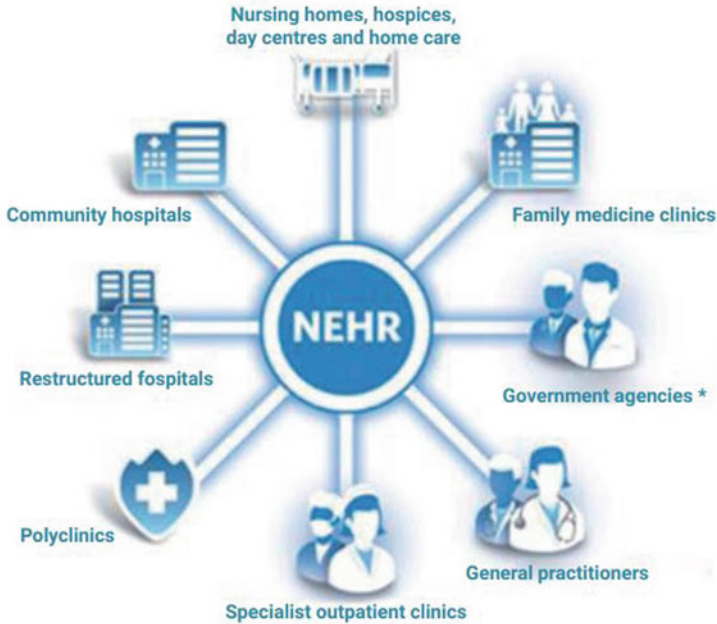 Nursing homes, hospices,
day centres and home care
Community hospitals
Family medicine clinics
NEHR
Restructured fospitals
Government agencies *
Polyclinics
General practitioners
Specialist outpatient clinics